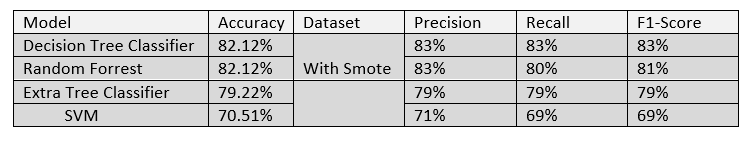 Model Accuracy Dataset Precision Recall F1-Score
Decision Tree Classifier 82.12% 83% 83% 83%
Random Forrest 82.12% With Smote 83% 80% 81%
Extra Tree Classifier 79.22% 79% 79% 79%
SVM 70.51% 71% 69% 69%